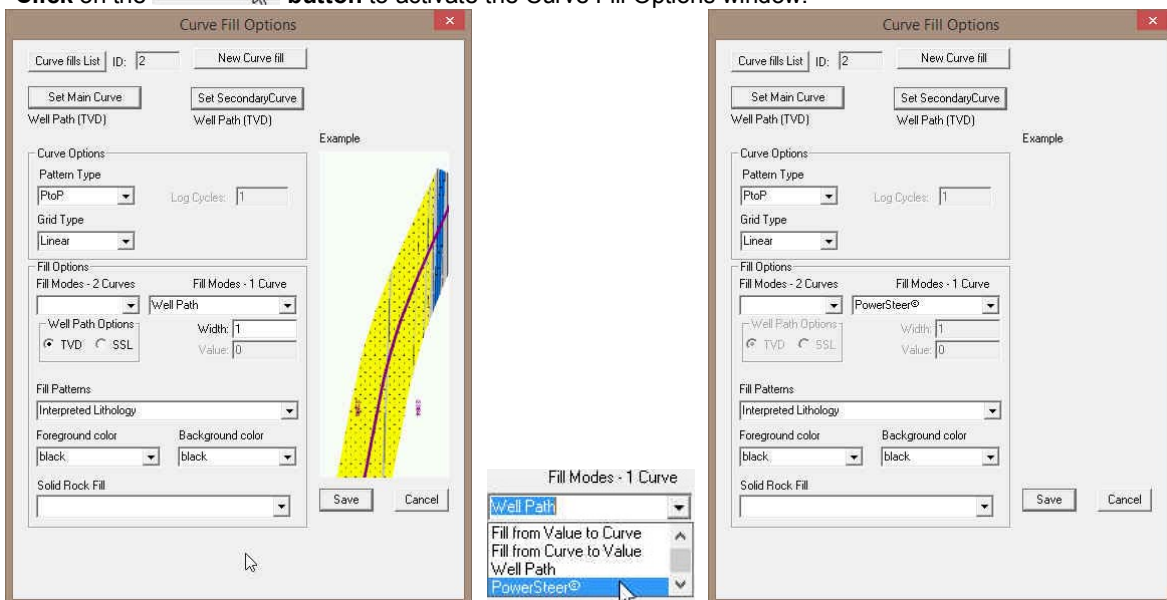 Click on the button to activate the Curve Fill Options window.
Curve Fill Options
Curve fills List ID: 2 New Curve fill
Set Main Curve Set SecondaryCurve
Well Path (TVD) Well Path (TVD)
Example
Curve Options
Pattern Type
PtoP Log Cycles: 1
Grid Type
Linear
Fill Options
Fill Modes - 2 Curves Fill Modes - 1 Curve
Well Path
Well Path Options Width: 1
TVD SSL Value: 0
Fill Patterns
Interpreted Lithology
Foreground color Background color
black black
Solid Rock Fill
Save Cancel
Fill Modes - 1 Curve
Well Path
Fill from Value to Curve
Fill from Curve to Value
Well Path
PowerSteer©
Curve Fill Options
Curve fills List ID: 2 New Curve fill
Set Main Curve Set SecondaryCurve
Well Path (TVD) Well Path (TVD)
Example
Curve Options
Pattern Type
PtoP Log Cycles: 1
Grid Type
Linear
Fill Options
Fill Modes - 2 Curves Fill Modes - 1 Curve
PowerSteer©
Well Path Options Width: 1
TVD SSL Value: 0
Fill Patterns
Interpreted Lithology
Foreground color Background color
black black
Solid Rock Fill
Save Cancel